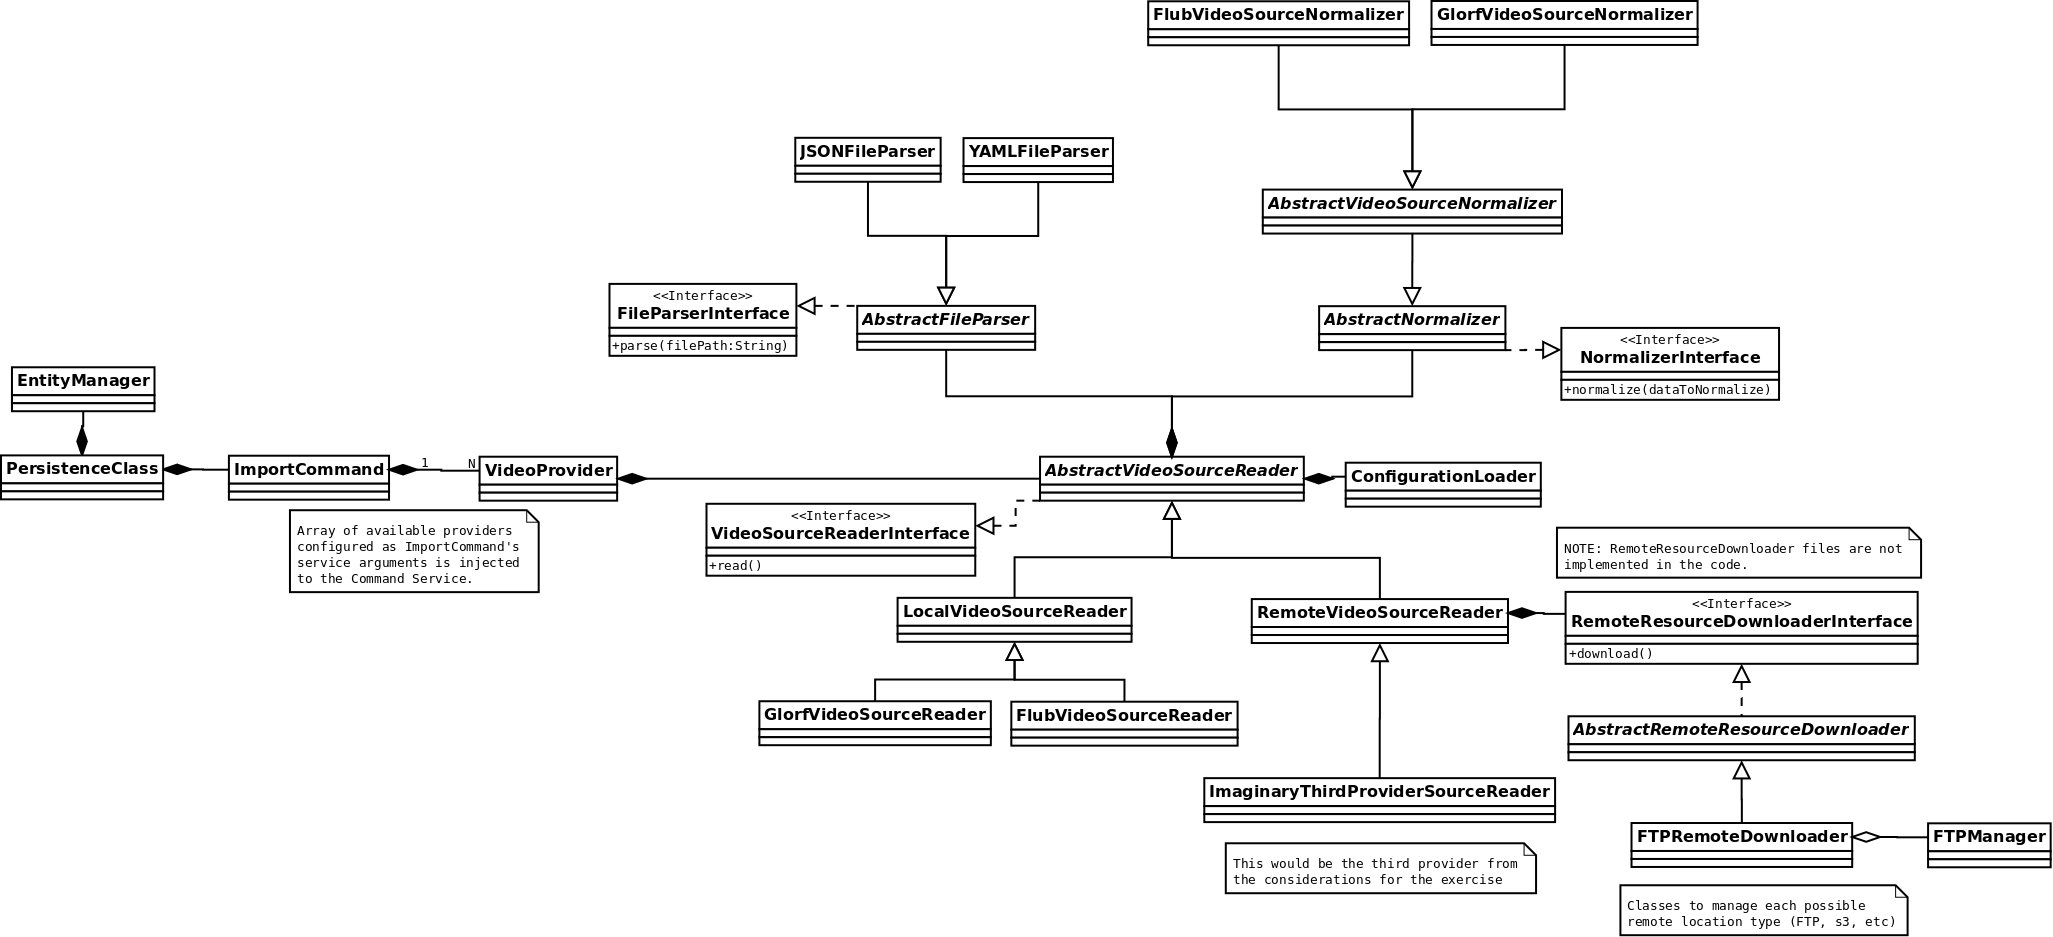 FlubVideoSourceNormalizer
GlorfVideoSourceNormalizer
JSONFileParser
YAMLFileParser
AbstractVideoSourceNormalizer
<<Interface>>
FileParserInterface
+parse(filePath:String)
AbstractFileParser
AbstractNormalizer
<<Interface>>
NormalizerInterface
+normalize(dataToNormalize)
EntityManager
PersistenceClass
ImportCommand
1
N
VideoProvider
AbstractVideoSourceReader
ConfigurationLoader
Array of available providers
configured as ImportCommand's
service arguments is injected
to the Command Service.
<<Interface>>
VideoSourceReaderInterface
+read()
NOTE: RemoteResourceDownloader files are not
implemented in the code.
LocalVideoSourceReader
RemoteVideoSourceReader
<<Interface>>
RemoteResourceDownloaderInterface
+download()
GlorfVideoSourceReader
FlubVideoSourceReader
AbstractRemoteResourceDownloader
ImaginaryThirdProviderSourceReader
FTPRemoteDownloader
FTPManager
This would be the third provider from
the considerations for the exercise
Classes to manage each possible
remote location type (FTP, s3, etc)